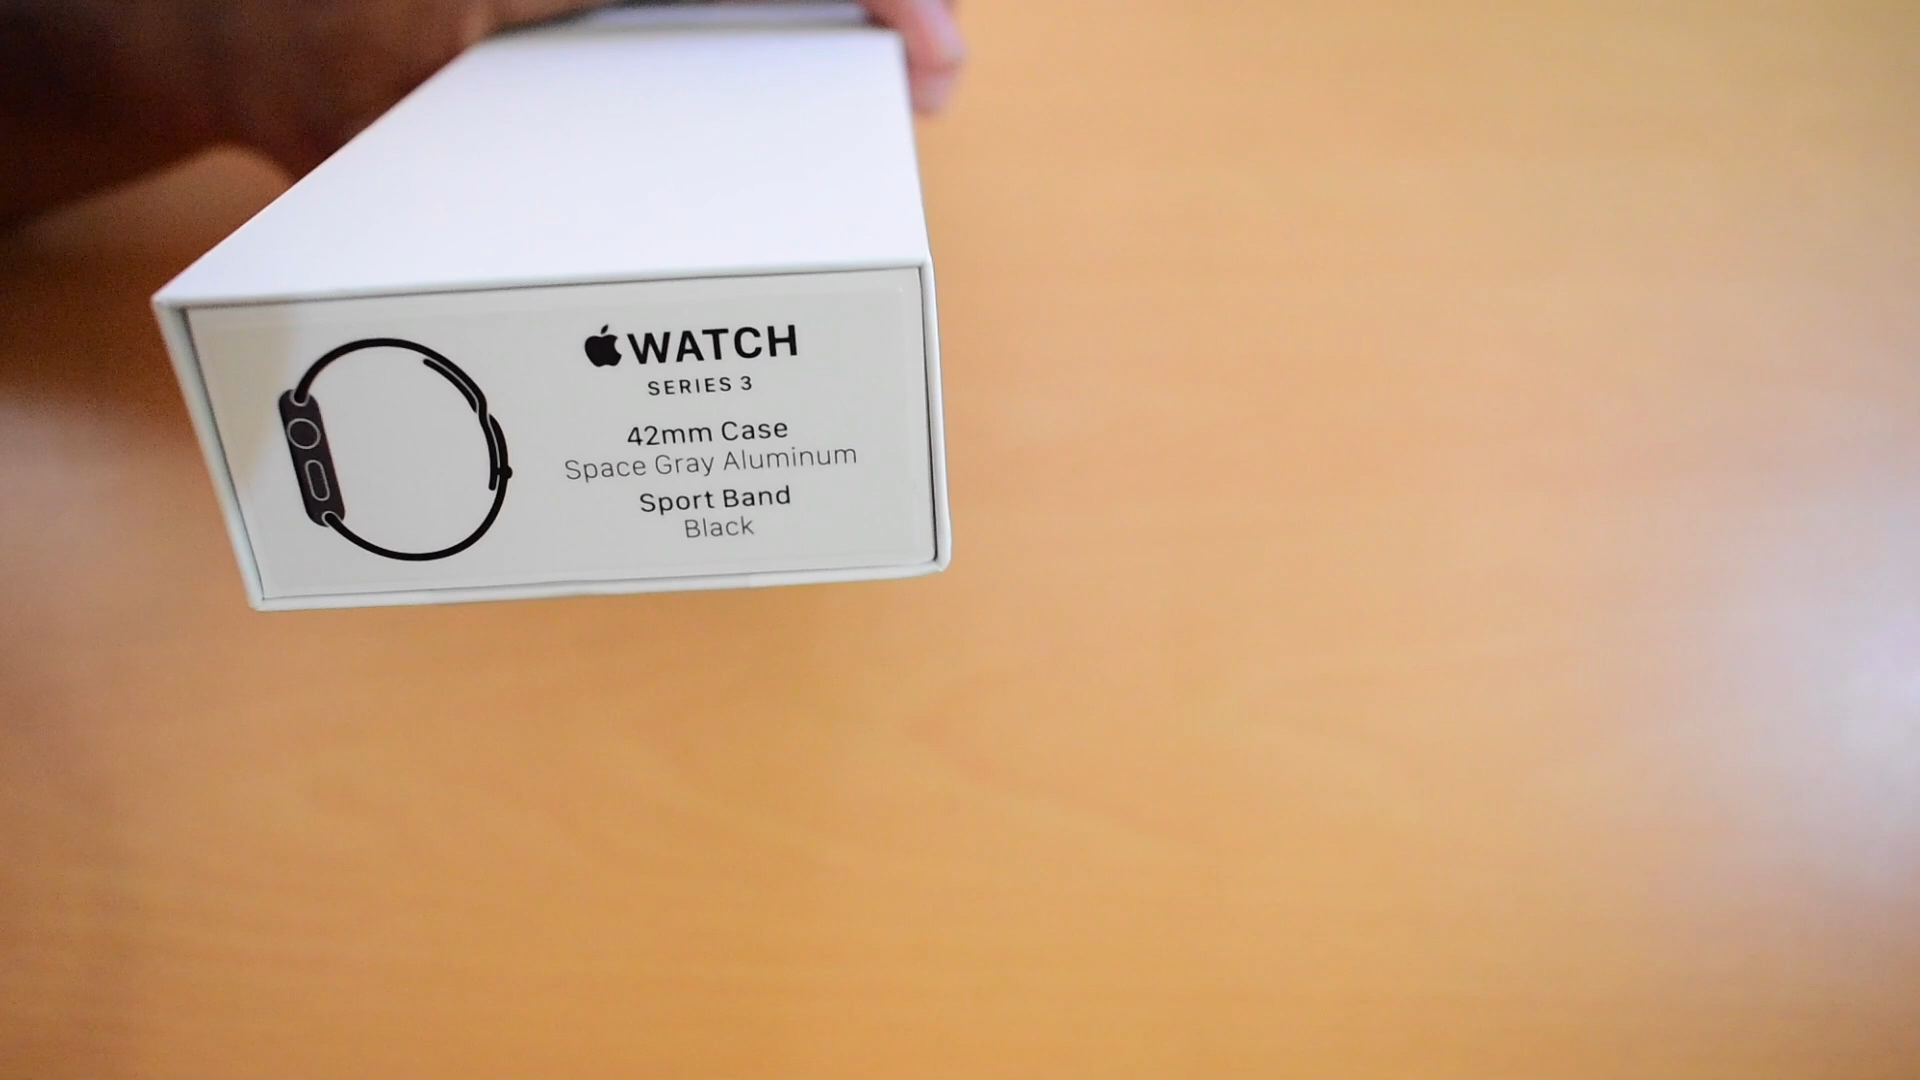 WATCH
SERIES 3
42mm Case
Space Gray Aluminum
Sport Band
Black